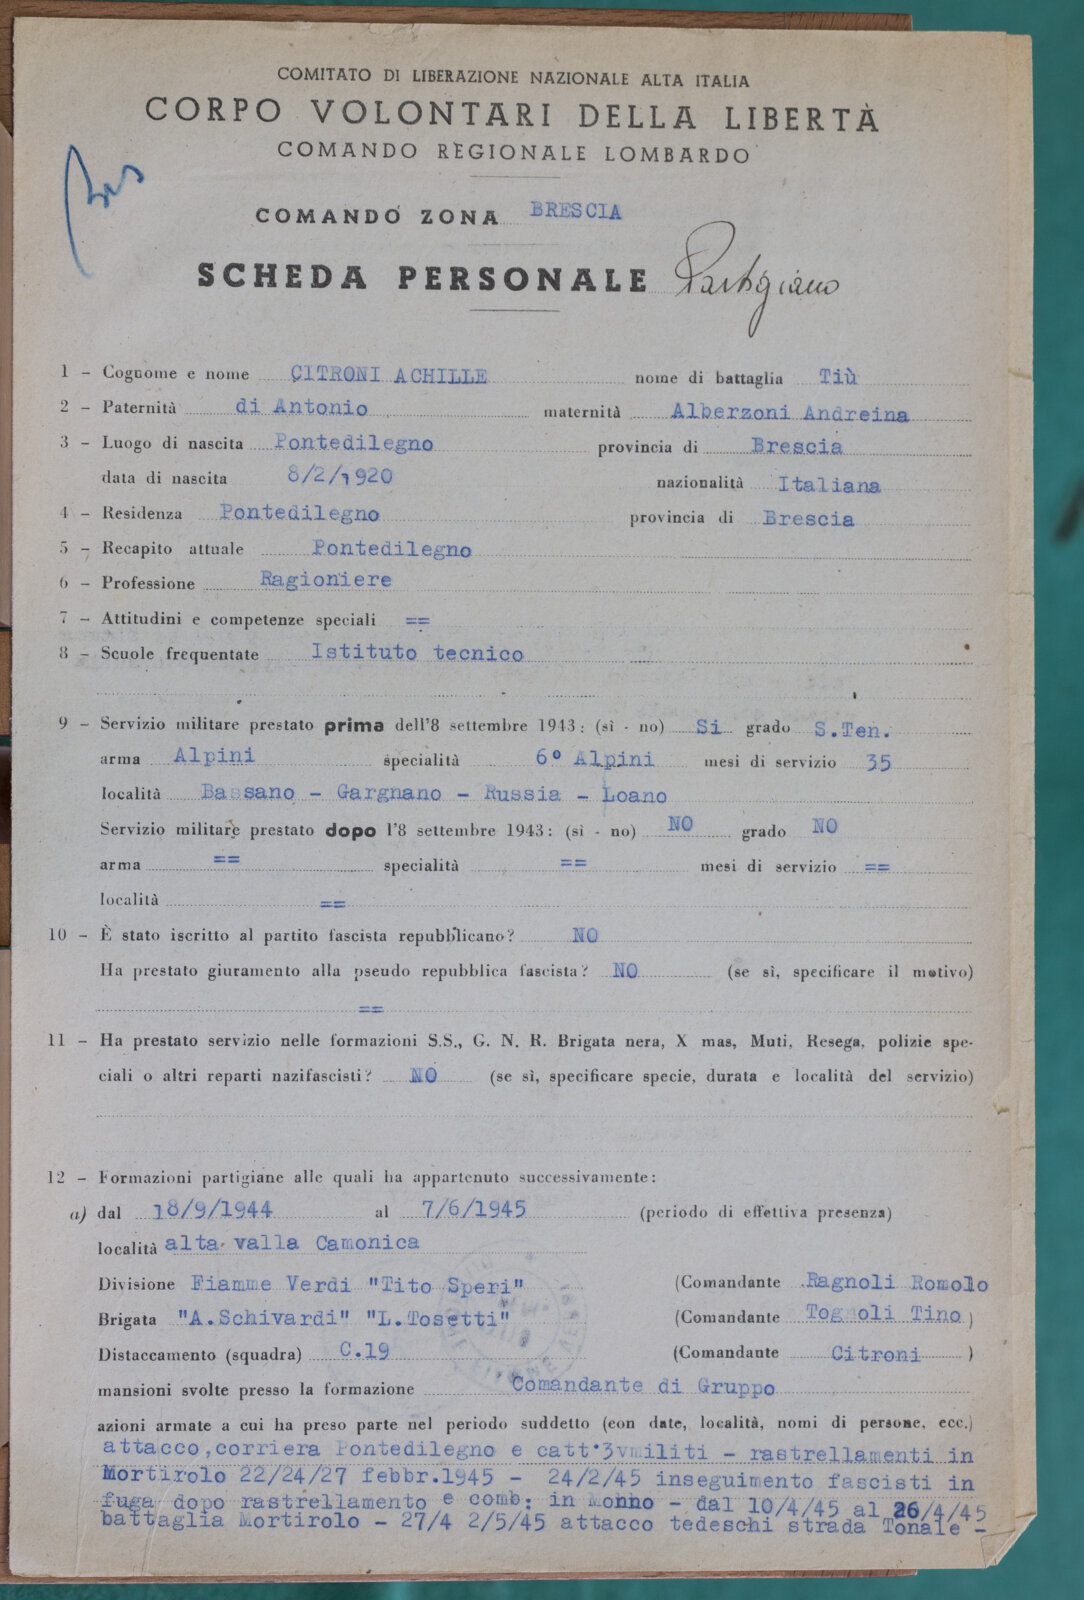 COMITATO DI LIBERAZIONE NAZIONALE ALTA ITALIA
CORPO VOLONTARI DELLA LIBERTÀ
COMANDO REGIONALE LOMBARDO
COMANDO ZONA BRESCIA
SCHEDA PERSONALE Partigiano
1 - Cognome e nome CITRONI ACHILLE nome di battaglia Tiù
2 - Paternità di Antonio maternità Alberzoni Andreina
3 - Luogo di nascita Pontedilegno provincia di Brescia
data di nascita 8/2/1920 nazionalità Italiana
4 - Residenza Pontedilegno provincia di Brescia
5 - Recapito attuale Pontedilegno
6 - Professione Ragioniere
7 - Attitudini e competenze speciali ==
8 - Scuole frequentate Istituto tecnico
9 - Servizio militare prestato prima dell'8 settembre 1943: (sì - no) Si grado S.Ten.
arma Alpini specialità 6° Alpini mesi di servizio 35
località Bassano - Gargnano - Russia - Loano
Servizio militare prestato dopo l'8 settembre 1943: (sì - no) NO grado NO
arma == specialità == mesi di servizio ==
località ==
10 - È stato iscritto al partito fascista repubblicano? NO
Ha prestato giuramento alla pseudo repubblica fascista? NO (se sì, specificare il motivo)
==
11 - Ha prestato servizio nelle formazioni S.S., G. N. R. Brigata nera, X mas, Muti, Resega, polizie spe-
ciali o altri reparti nazifascisti? NO (se sì, specificare specie, durata e località del servizio)
12 - Formazioni partigiane alle quali ha appartenuto successivamente:
a) dal 18/9/1944 al 7/6/1945 (periodo di effettiva presenza)
località alta valla Camonica
Divisione Fiamme Verdi "Tito Speri" (Comandante Ragnoli Romolo
Brigata "A.Schivardi" "L.Tosetti" (Comandante Tognoli Tino )
Distaccamento (squadra) C.19 (Comandante Citroni )
mansioni svolte presso la formazione Comandante di Gruppo
azioni armate a cui ha preso parte nel periodo suddetto (con date, località, nomi di persone, ecc.)
attacco,corriera Pontedilegno e catt.3vmiliti - rastrellamenti in
Mortirolo 22/24/27 febbr.1945 - 24/2/45 inseguimento fascisti in
fuga dopo rastrellamento e comb: in Monno - dal 10/4/45 al 26/4/45
battaglia Mortirolo - 27/4 2/5/45 attacco tedeschi strada Tonale -